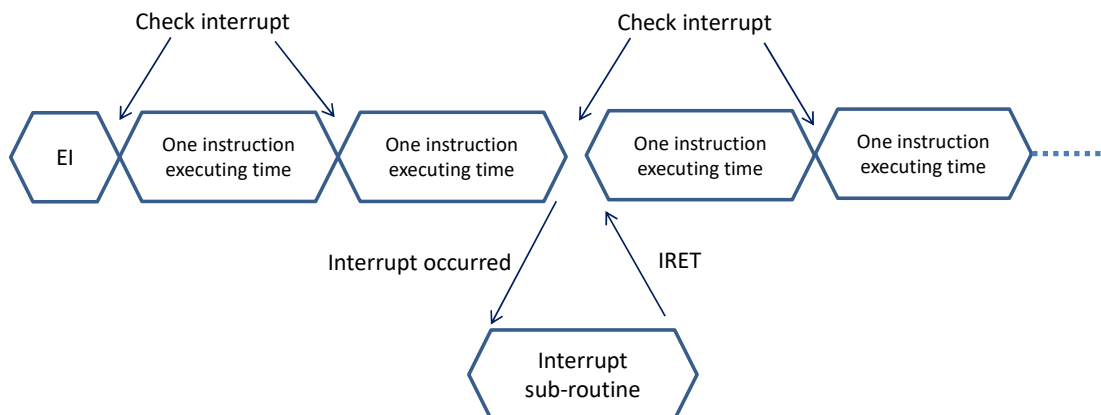 Check interrupt
Check interrupt
EI
One instruction
executing time
One instruction
executing time
One instruction
executing time
One instruction
executing time
Interrupt occurred
IRET
Interrupt
sub-routine